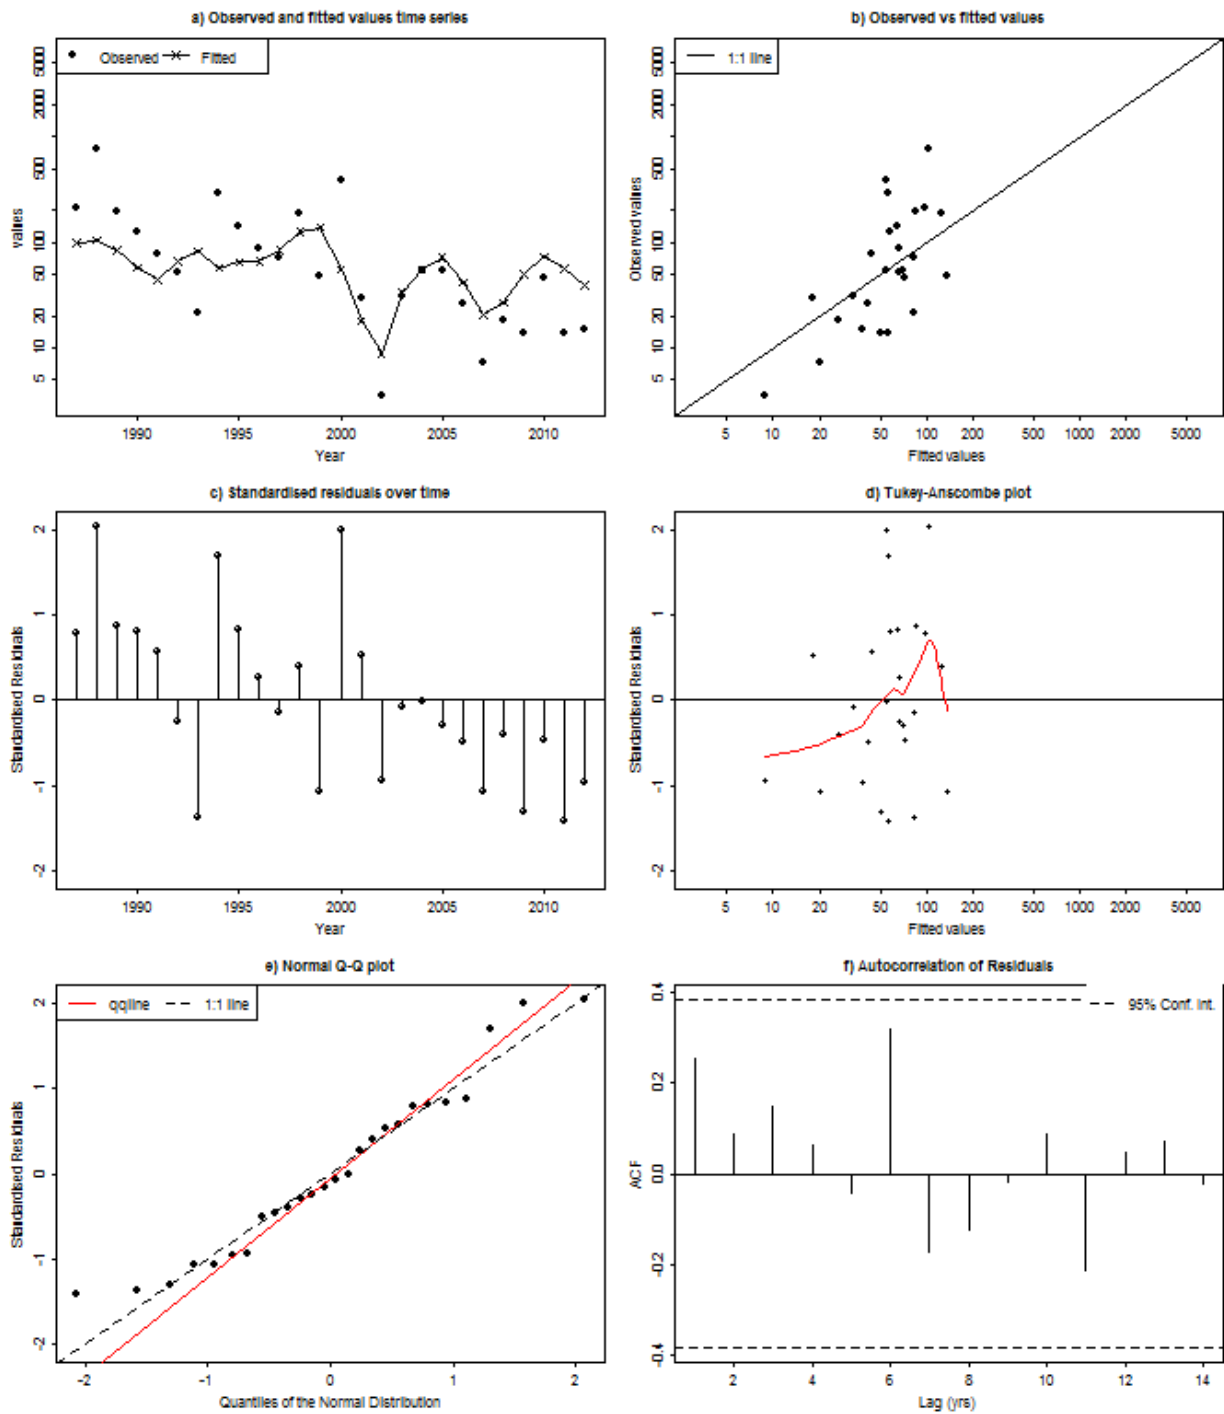 a) Observed and fitted values time series
Observed Fitted
values
5000
2000
500
100
50
20
10
5
1990 1995 2000 2005 2010
Year
b) Observed vs fitted values
1:1 line
Observed values
5000
2000
500
100
50
20
10
5
5 10 20 50 100 200 500 1000 2000 5000
Fitted values
c) Standardised residuals over time
Standardised Residuals
2
1
0
-1
-2
1990 1995 2000 2005 2010
Year
d) Tukey-Anscombe plot
Standardised Residuals
2
1
0
-1
-2
5 10 20 50 100 200 500 1000 2000 5000
Fitted values
e) Normal Q-Q plot
qqline 1:1 line
Standardised Residuals
2
1
0
-1
-2
-2 -1 0 1 2
Quantiles of the Normal Distribution
f) Autocorrelation of Residuals
95% Conf. Int.
ACF
0.4
0.2
0.0
-0.2
-0.4
2 4 6 8 10 12 14
Lag (yrs)